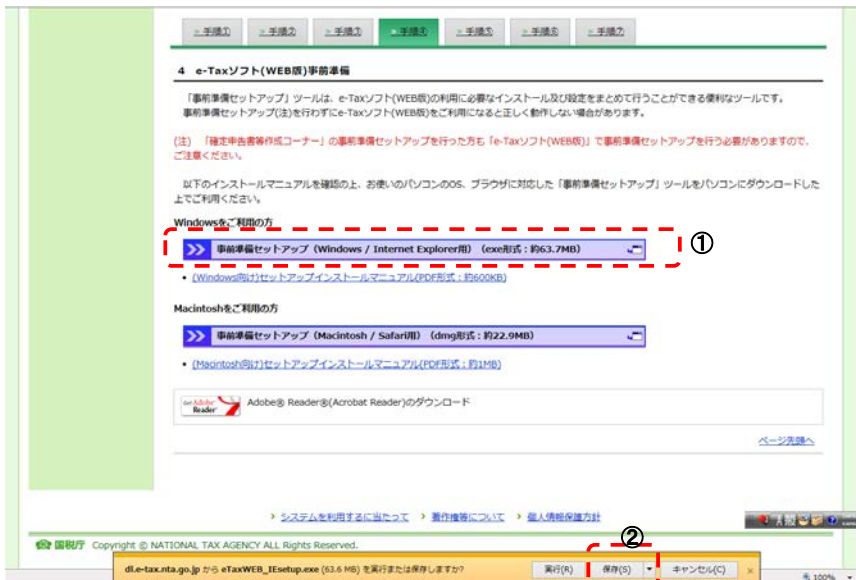 > 手順① > 手順② > 手順③ > 手順④ > 手順⑤ > 手順⑥ > 手順⑦
4 e-Taxソフト(WEB版)事前準備
「事前準備セットアップ」ツールは、e-Taxソフト(WEB版)の利用に必要なインストール及び設定をまとめて行うことができる便利なツールです。
事前準備セットアップ(注)を行わずにe-Taxソフト(WEB版)をご利用になると正しく動作しない場合があります。
(注) 「確定申告書等作成コーナー」の事前準備セットアップを行った方も「e-Taxソフト(WEB版)」で事前準備セットアップを行う必要がありますので、
ご注意ください。
以下のインストールマニュアルを確認の上、お使いのパソコンのOS、ブラウザに対応した「事前準備セットアップ」ツールをパソコンにダウンロードした
上でご利用ください。
Windowsをご利用の方
事前準備セットアップ（Windows / Internet Explorer用）（exe形式：約63.7MB） ①
• (Windows向け)セットアップインストールマニュアル(PDF形式：約600KB)
Macintoshをご利用の方
事前準備セットアップ（Macintosh / Safari用）（dmg形式：約22.9MB）
• (Macintosh向け)セットアップインストールマニュアル(PDF形式：約1MB)
Get Adobe Reader Adobe® Reader®(Acrobat Reader)のダウンロード
ページ先頭へ
> システムを利用するに当たって > 著作権等について > 個人情報保護方針
②
国税庁 Copyright © NATIONAL TAX AGENCY ALL Rights Reserved.
dl.e-tax.nta.go.jp から eTaxWEB_IEsetup.exe (63.6 MB) を実行または保存しますか? 実行(R) 保存(S) キャンセル(C) ×
100%